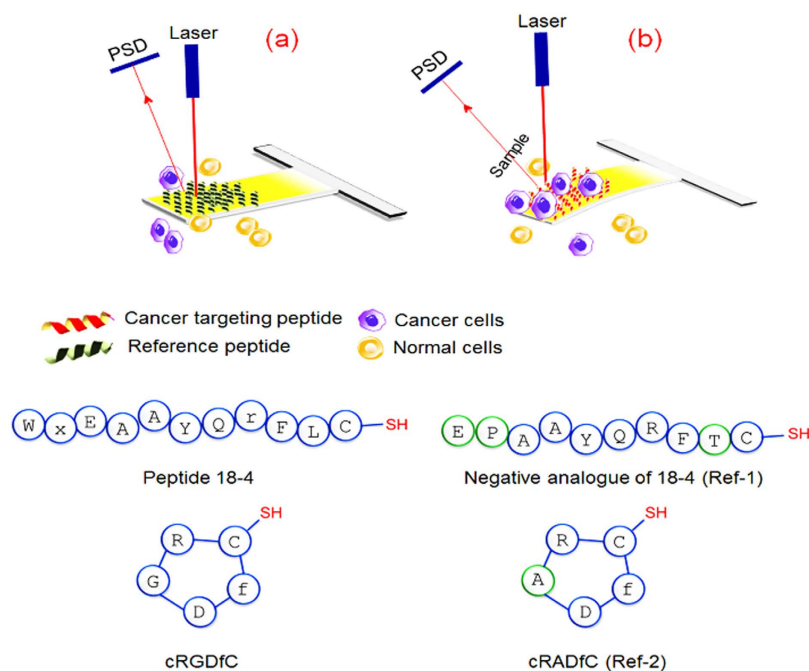 (a)
PSD
Laser
(b)
PSD
Laser
Sample
Cancer targeting peptide
Cancer cells
Reference peptide
Normal cells
W x E A A Y Q r F L C SH
Peptide 18-4
E P A A Y Q R F T C SH
Negative analogue of 18-4 (Ref-1)
SH
R C
G f
D
cRGDfC
SH
R C
A f
D
cRADfC (Ref-2)